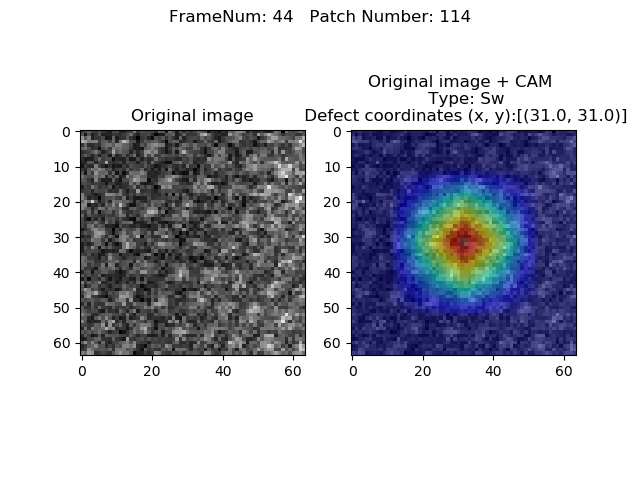 FrameNum: 44   Patch Number: 114
Original image
0
10
20
30
40
50
60
0 20 40 60
Original image + CAM
Type: Sw
Defect coordinates (x, y):[(31.0, 31.0)]
0
10
20
30
40
50
60
0 20 40 60